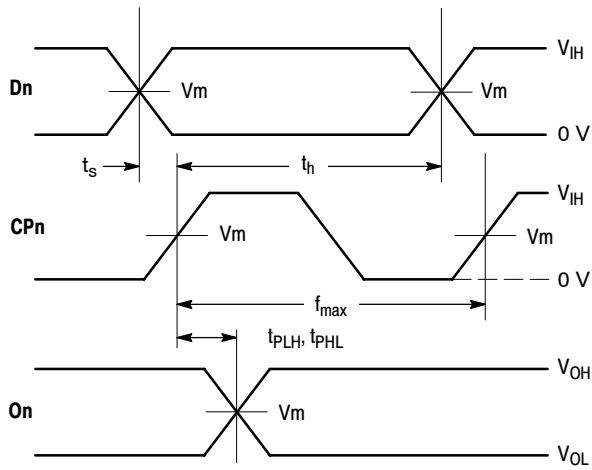 V_IH
Dn
Vm
Vm
0 V
t_s
t_h
V_IH
CPn
Vm
Vm
0 V
f_max
t_PLH, t_PHL
V_OH
On
Vm
V_OL